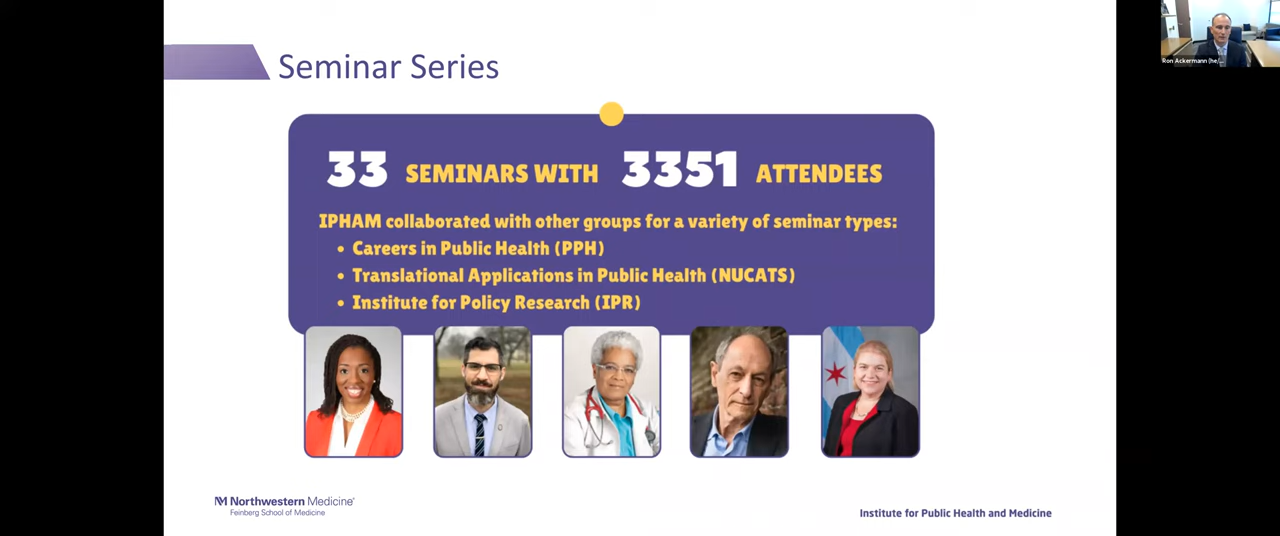 Seminar Series
33 SEMINARS WITH 3351 ATTENDEES
IPHAM collaborated with other groups for a variety of seminar types:
• Careers in Public Health (PPH)
• Translational Applications in Public Health (NUCATS)
• Institute for Policy Research (IPR)
NM Northwestern Medicine®
Feinberg School of Medicine
Institute for Public Health and Medicine
Ron Ackermann (he/...